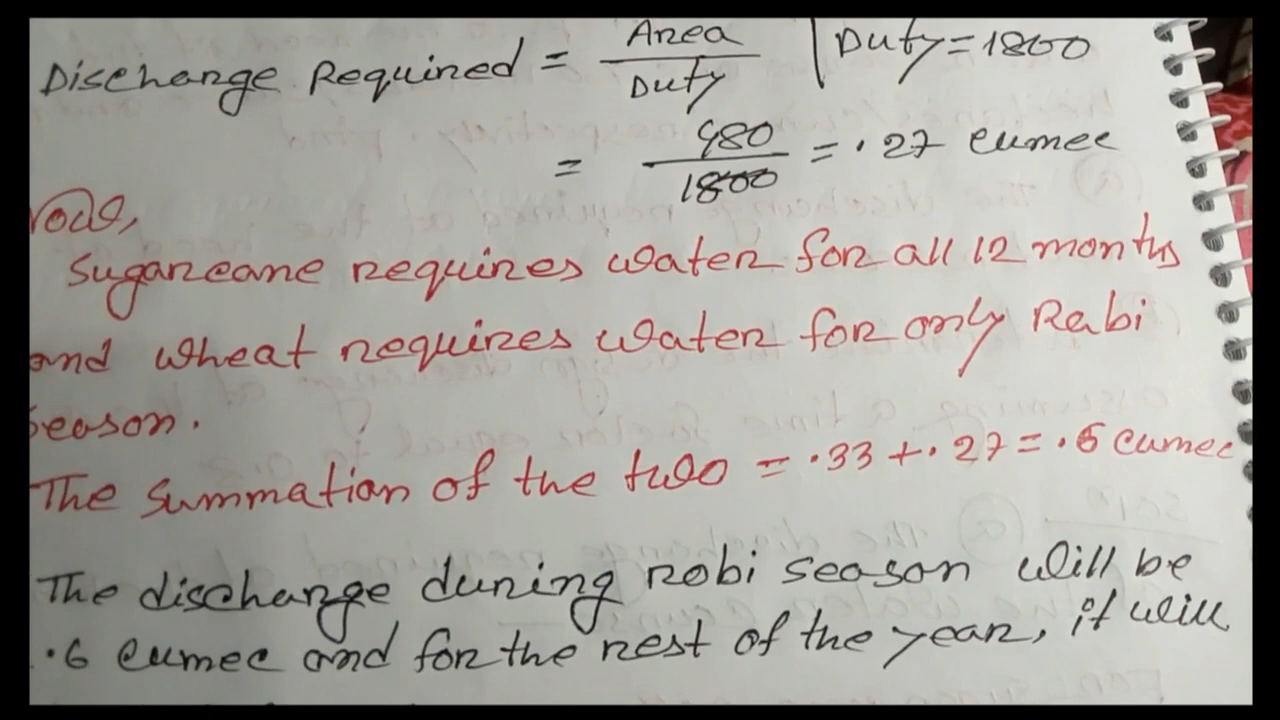 Discharge Required = Area / Duty | Duty = 1800
= 480 / 1800 = .27 cumec
Now,
Sugarcane requires water for all 12 months
and wheat requires water for only Rabi
season.
The summation of the two = .33 + .27 = .6 cumec
The discharge during robi season will be
.6 cumec and for the rest of the year, it will